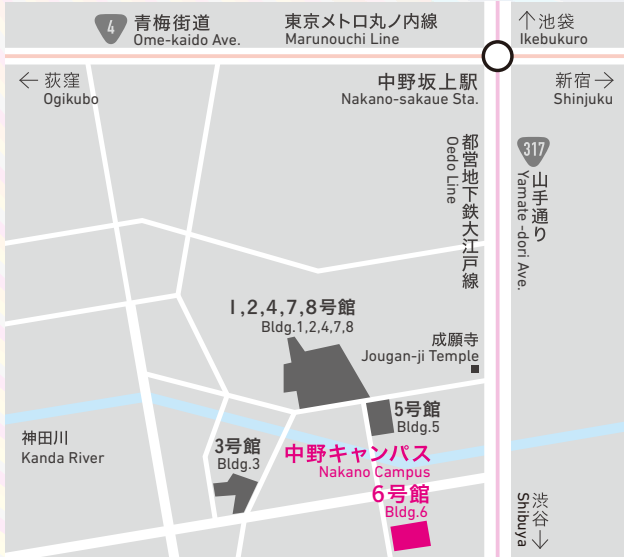 4
青梅街道
Ome-kaido Ave.
東京メトロ丸ノ内線
Marunouchi Line
↑池袋
Ikebukuro
← 荻窪
Ogikubo
中野坂上駅
Nakano-sakaue Sta.
新宿→
Shinjuku
都営地下鉄大江戸線
Oedo Line
317
山手通り
Yamate -dori Ave.
1,2,4,7,8号館
Bldg.1,2,4,7,8
成願寺
Jougan-ji Temple
5号館
Bldg.5
神田川
Kanda River
3号館
Bldg.3
中野キャンパス
Nakano Campus
6号館
Bldg.6
渋谷→
Shibuya